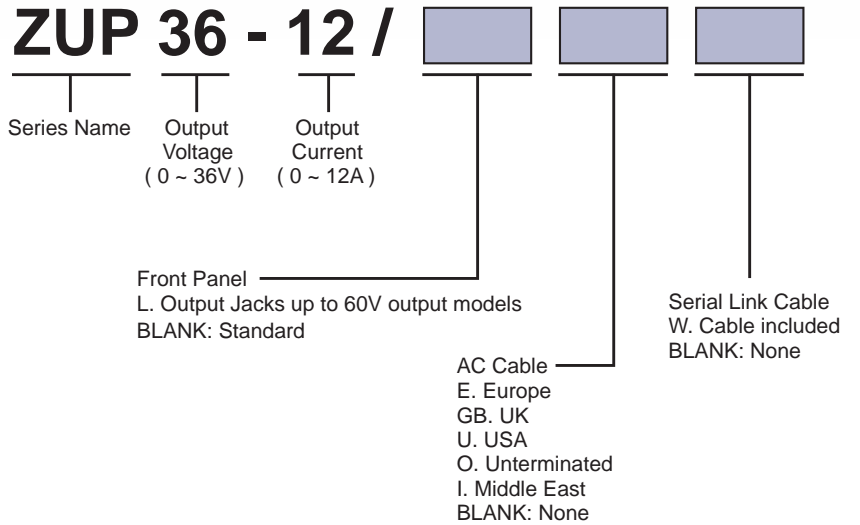 ZUP 36 - 12 /
Series Name
Output
Voltage
( 0 ~ 36V )
Output
Current
( 0 ~ 12A )
Front Panel
L. Output Jacks up to 60V output models
BLANK: Standard
AC Cable
E. Europe
GB. UK
U. USA
O. Unterminated
I. Middle East
BLANK: None
Serial Link Cable
W. Cable included
BLANK: None